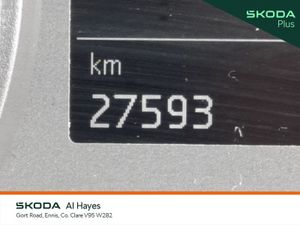 SKODA
Plus
km
27593
SKODA Al Hayes
Gort Road, Ennis, Co. Clare V95 W282